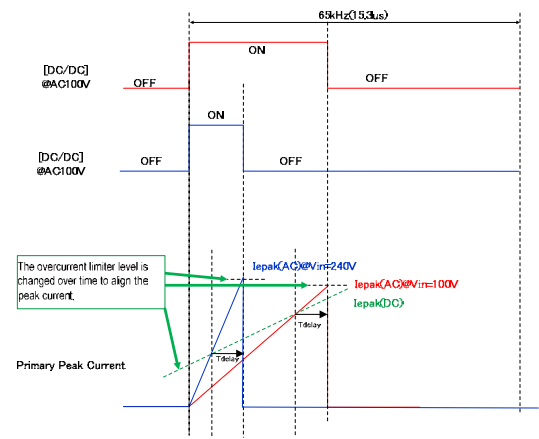 65kHz(15.3us)
ON
[DC/DC]
@AC100V
OFF
OFF
ON
[DC/DC]
@AC100V
OFF
OFF
The overcurrent limiter level is
changed over time to align the
peak current.
Iepak(AC)@Vin=240V
Iepak(AC)@Vin=100V
Iepak(DC)
Tdelay
Tdelay
Primary Peak Current